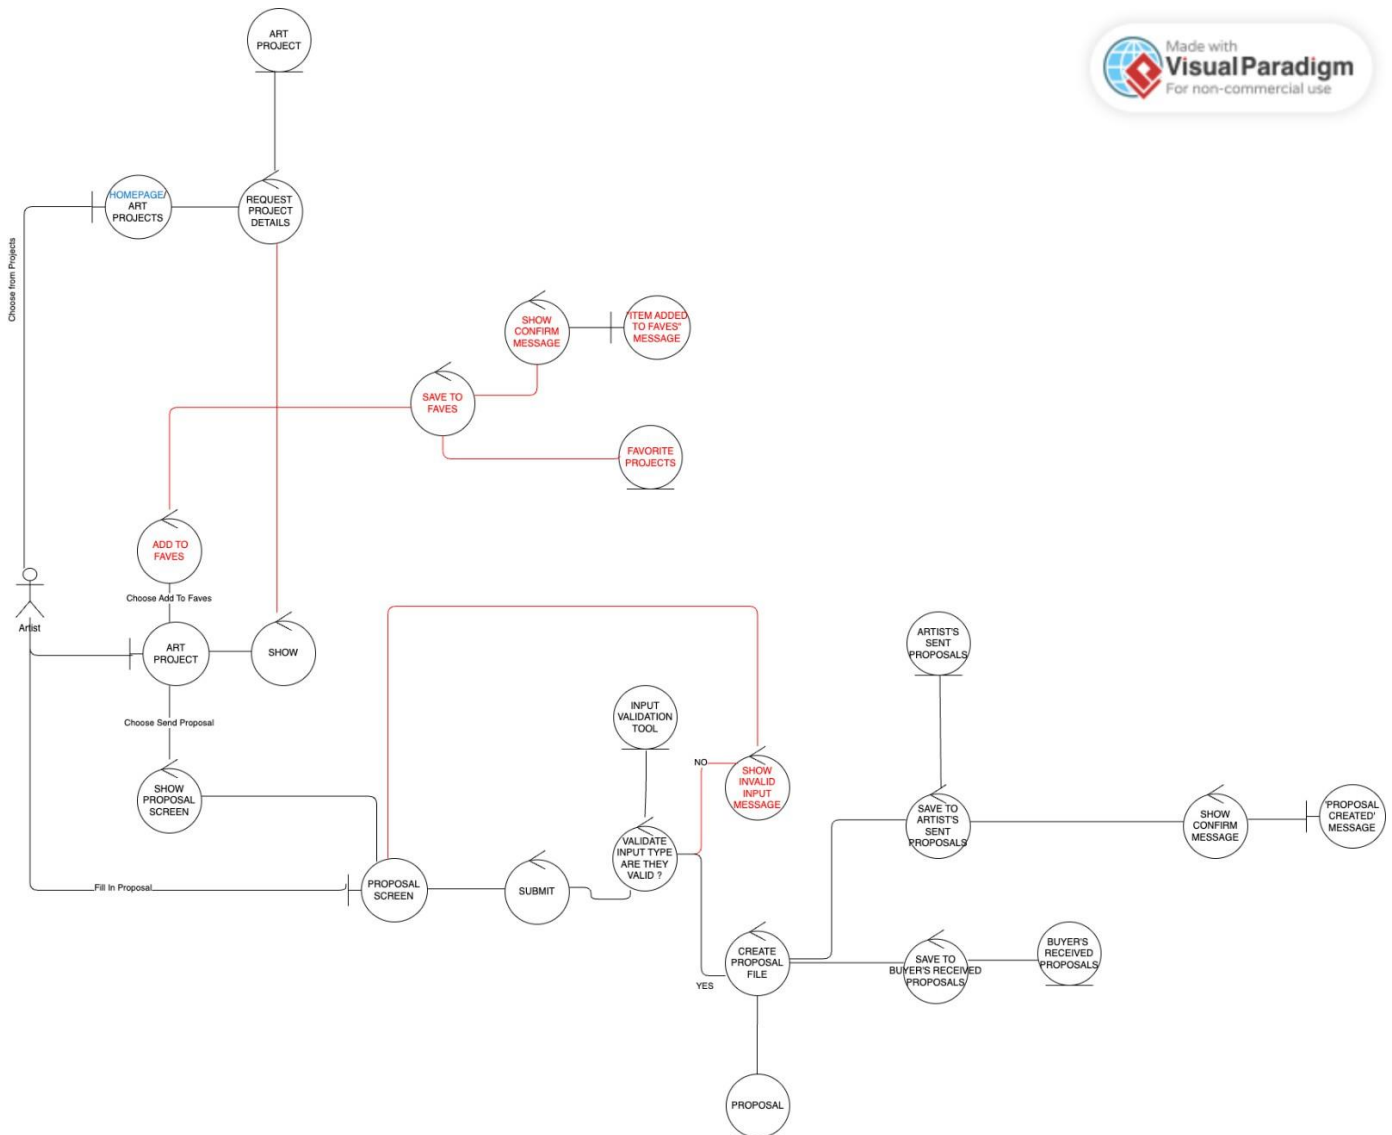 ART
PROJECT
Made with
Visual Paradigm
For non-commercial use
HOMEPAGE/
ART
PROJECTS
REQUEST
PROJECT
DETAILS
Choose from Projects
SHOW
CONFIRM
MESSAGE
"ITEM ADDED
TO FAVES"
MESSAGE
SAVE TO
FAVES
FAVORITE
PROJECTS
ADD TO
FAVES
Choose Add To Faves
Artist
ART
PROJECT
SHOW
Choose Send Proposal
SHOW
PROPOSAL
SCREEN
Fill In Proposal
PROPOSAL
SCREEN
SUBMIT
INPUT
VALIDATION
TOOL
VALIDATE
INPUT TYPE
ARE THEY
VALID ?
NO
SHOW
INVALID
INPUT
MESSAGE
YES
CREATE
PROPOSAL
FILE
PROPOSAL
ARTIST'S
SENT
PROPOSALS
SAVE TO
ARTIST'S
SENT
PROPOSALS
SHOW
CONFIRM
MESSAGE
'PROPOSAL
CREATED'
MESSAGE
SAVE TO
BUYER'S RECEIVED
PROPOSALS
BUYER'S
RECEIVED
PROPOSALS